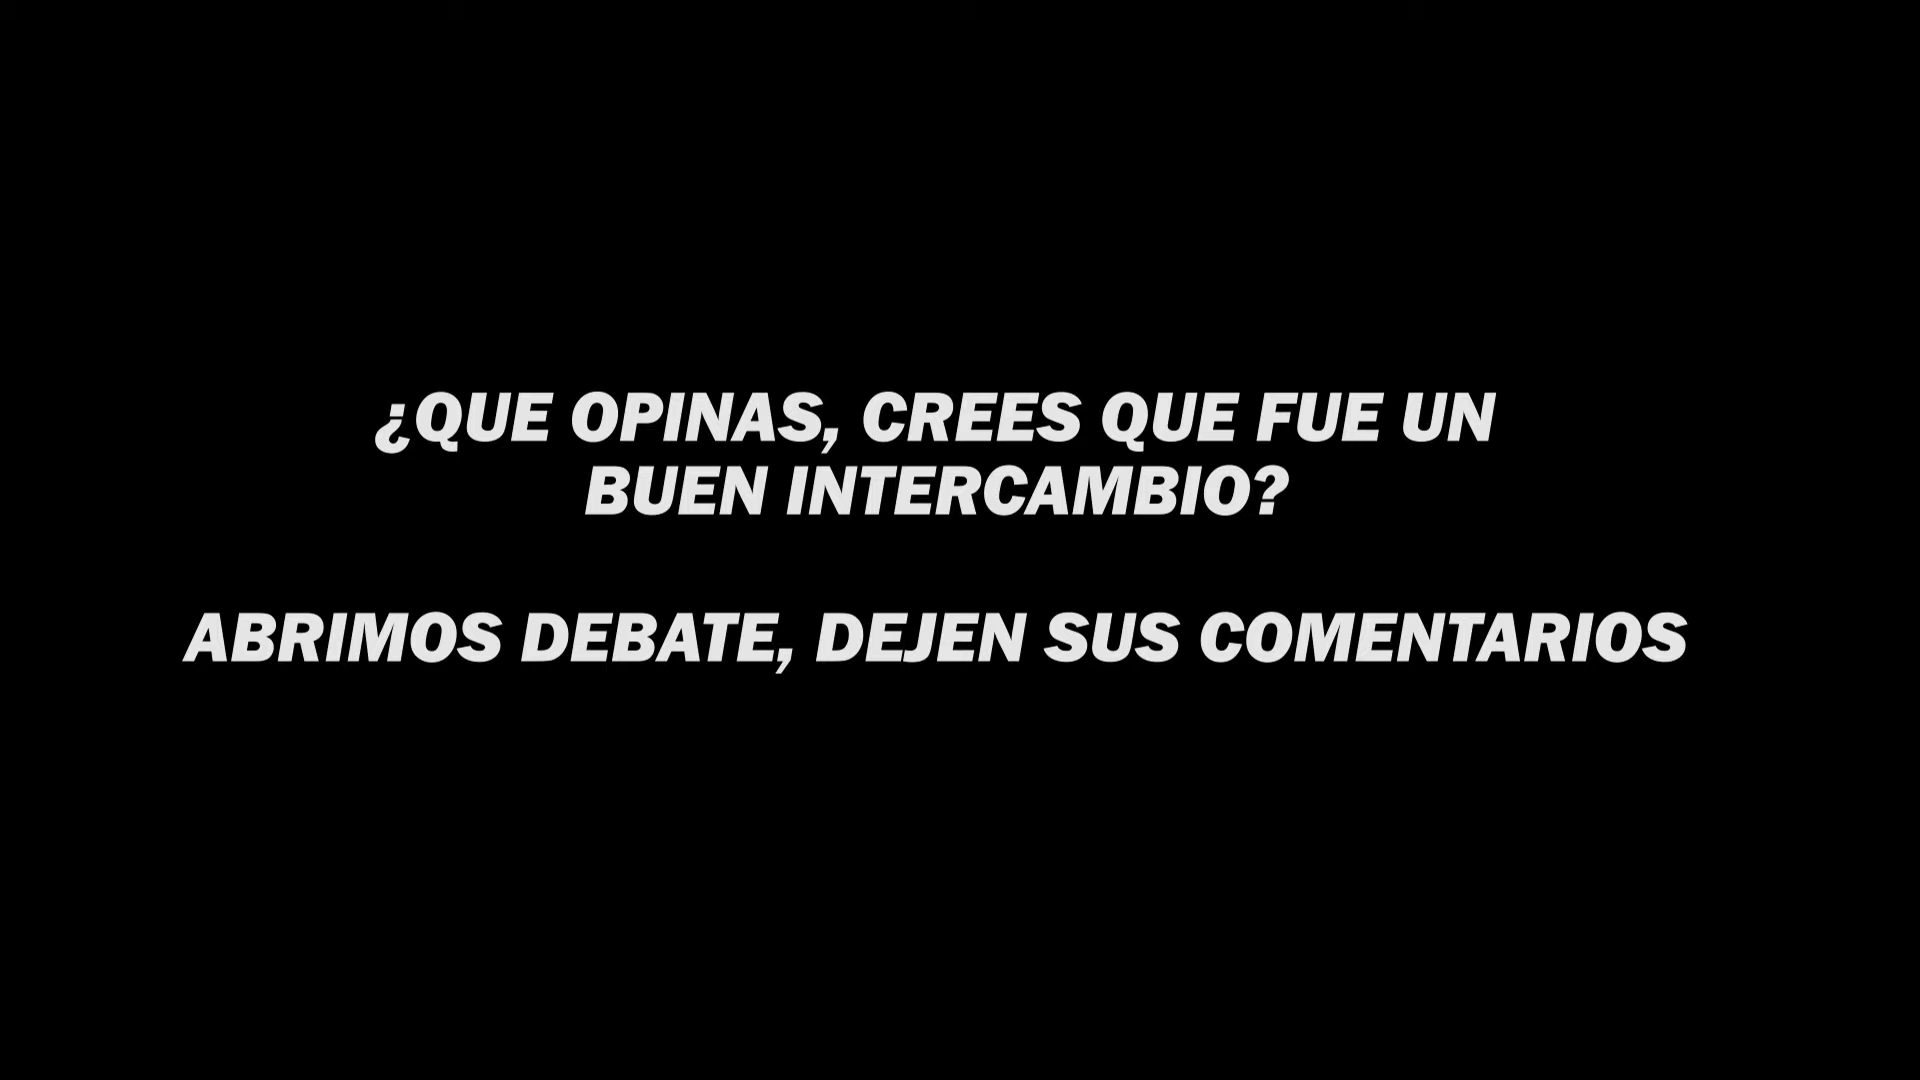 ¿QUE OPINAS, CREES QUE FUE UN
BUEN INTERCAMBIO?
ABRIMOS DEBATE, DEJEN SUS COMENTARIOS